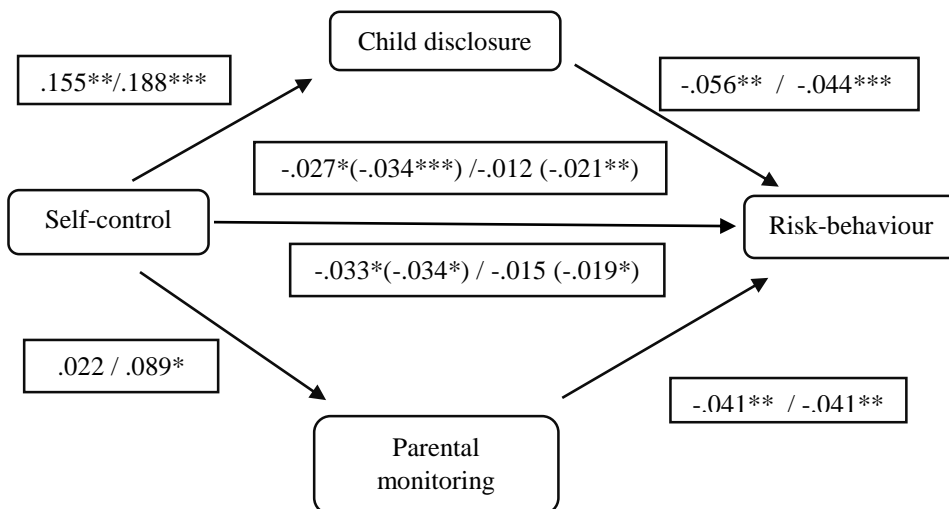 Child disclosure
.155**/.188***
-.056** / -.044***
-.027*(-.034***) /-.012 (-.021**)
Self-control
Risk-behaviour
-.033*(-.034*) / -.015 (-.019*)
.022 / .089*
-.041** / -.041**
Parental
monitoring